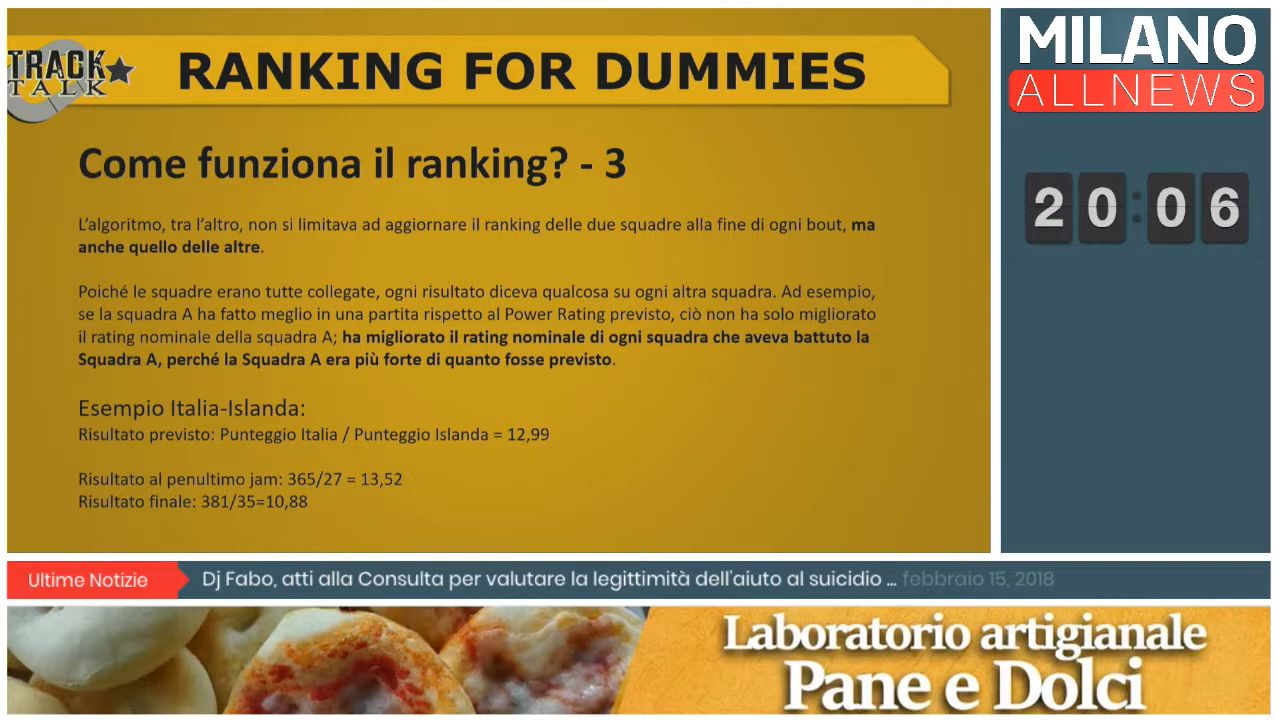 TRACK
TALK
RANKING FOR DUMMIES
Come funziona il ranking? - 3
L'algoritmo, tra l'altro, non si limitava ad aggiornare il ranking delle due squadre alla fine di ogni bout, ma
anche quello delle altre.
Poiché le squadre erano tutte collegate, ogni risultato diceva qualcosa su ogni altra squadra. Ad esempio,
se la squadra A ha fatto meglio in una partita rispetto al Power Rating previsto, ciò non ha solo migliorato
il rating nominale della squadra A; ha migliorato il rating nominale di ogni squadra che aveva battuto la
Squadra A, perché la Squadra A era più forte di quanto fosse previsto.
Esempio Italia-Islanda:
Risultato previsto: Punteggio Italia / Punteggio Islanda = 12,99
Risultato al penultimo jam: 365/27 = 13,52
Risultato finale: 381/35=10,88
MILANO
ALLNEWS
20:06
Ultime Notizie
Dj Fabo, atti alla Consulta per valutare la legittimità dell'aiuto al suicidio ... febbraio 15, 2018
Laboratorio artigianale
Pane e Dolci